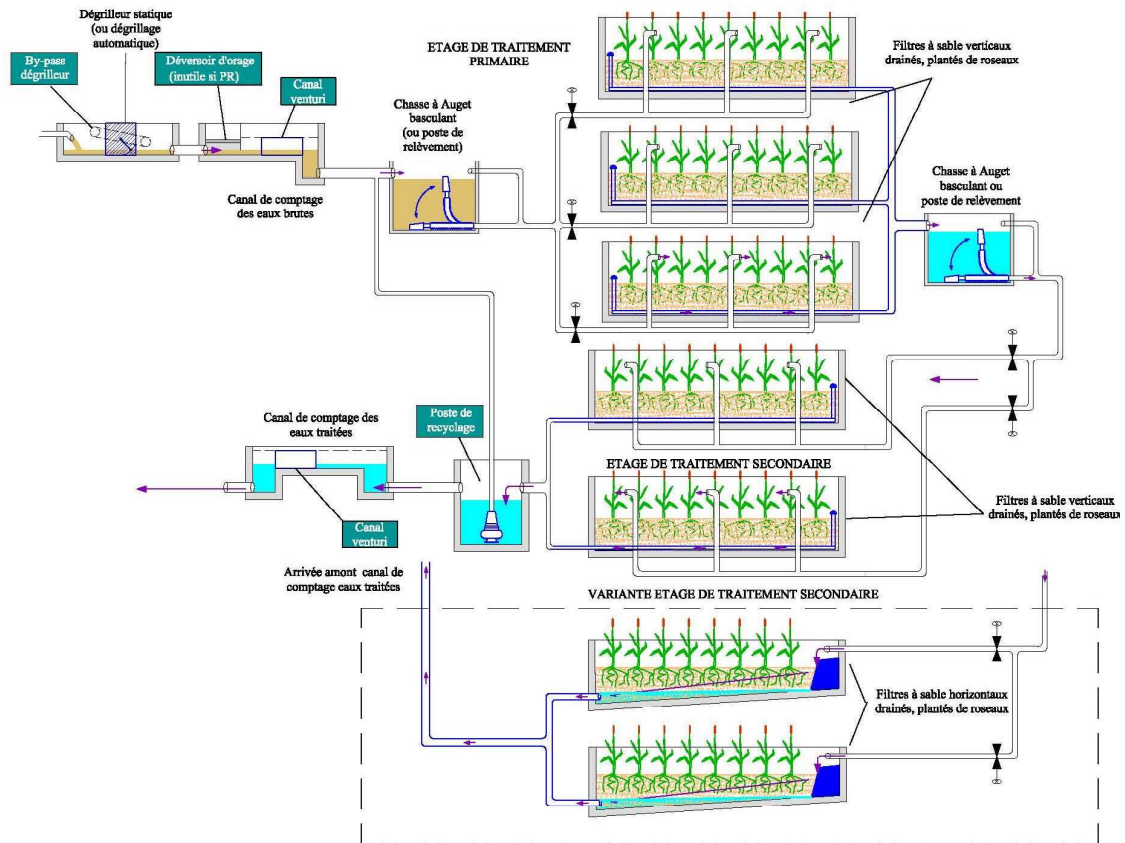 Dégrilleur statique
(ou dégrillage
automatique)
By-pass
dégrilleur
Déversoir d'orage
(inutile si PR)
Canal
venturi
Canal de comptage
des eaux brutes
Chasse à Auget
basculant
(ou poste de
relèvement)
ETAGE DE TRAITEMENT
PRIMAIRE
Filtres à sable verticaux
drainés, plantés de roseaux
Chasse à Auget
basculant ou
poste de relèvement
Canal de comptage des
eaux traitées
Poste de
recyclage
Canal
venturi
ETAGE DE TRAITEMENT SECONDAIRE
Filtres à sable verticaux
drainés, plantés de roseaux
Arrivée amont canal de
comptage eaux traitées
VARIANTE ETAGE DE TRAITEMENT SECONDAIRE
Filtres à sable horizontaux
drainés, plantés de roseaux